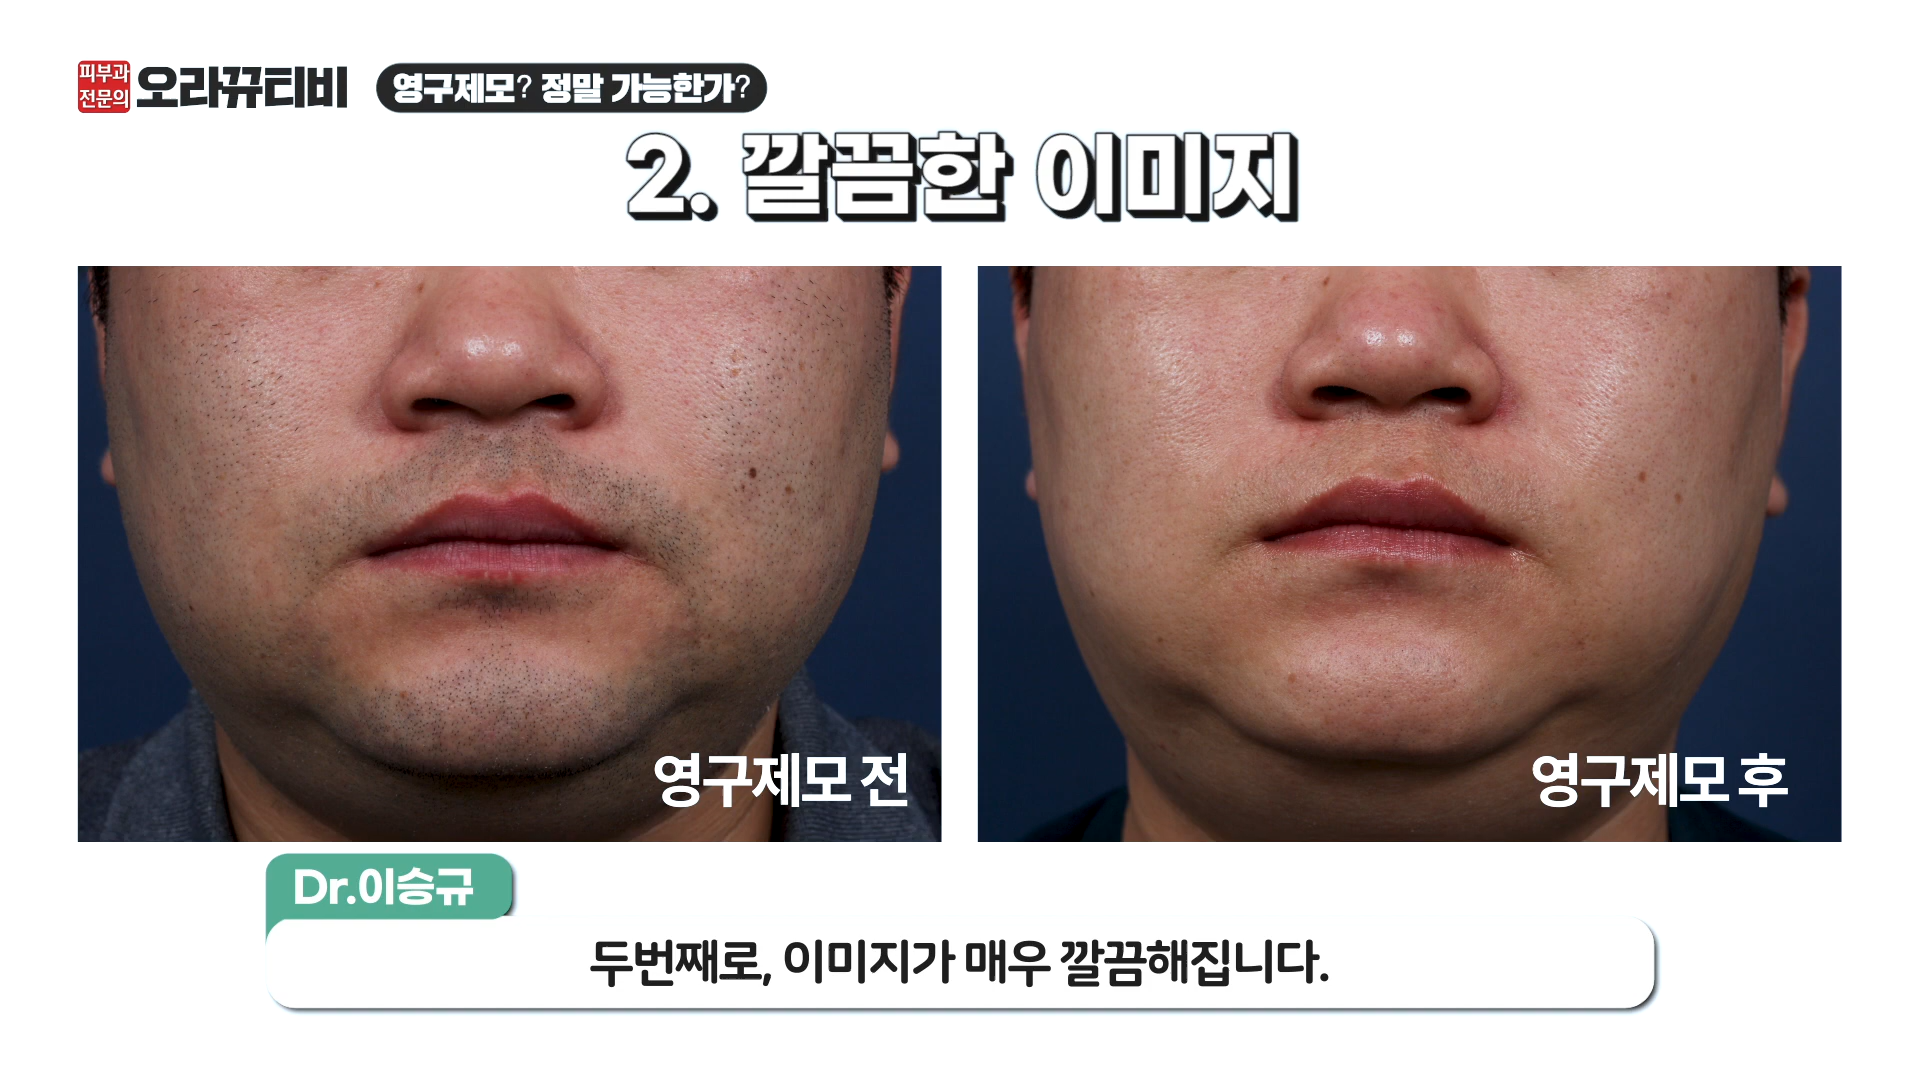 피부과
전문의
오라뀨티비
영구제모? 정말 가능한가?
2. 깔끔한 이미지
영구제모 전
영구제모 후
Dr.이승규
두번째로, 이미지가 매우 깔끔해집니다.